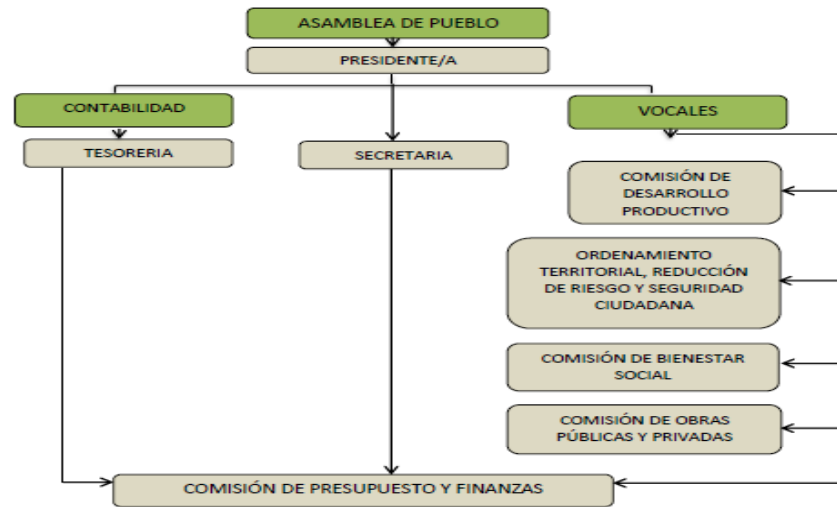 ASAMBLEA DE PUEBLO
PRESIDENTE/A
CONTABILIDAD
VOCALES
TESORERIA
SECRETARIA
COMISIÓN DE
DESARROLLO
PRODUCTIVO
ORDENAMIENTO
TERRITORIAL, REDUCCIÓN
DE RIESGO Y SEGURIDAD
CIUDADANA
COMISIÓN DE BIENESTAR
SOCIAL
COMISIÓN DE OBRAS
PÚBLICAS Y PRIVADAS
COMISIÓN DE PRESUPUESTO Y FINANZAS